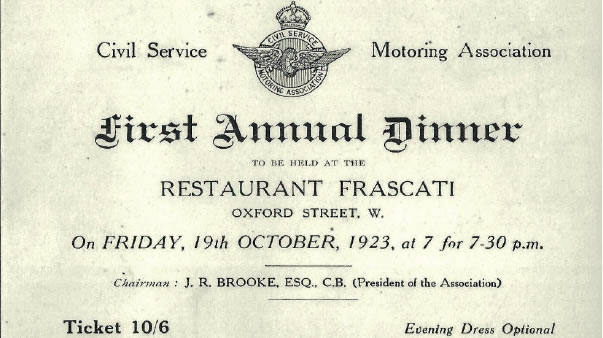 Civil Service Motoring Association
CIVIL SERVICE
MOTORING ASSOCIATION
First Annual Dinner
TO BE HELD AT THE
RESTAURANT FRASCATI
OXFORD STREET, W.
On FRIDAY, 19th OCTOBER, 1923, at 7 for 7-30 p.m.
Chairman : J. R. BROOKE, ESQ., C.B. (President of the Association)
Ticket 10/6 Evening Dress Optional